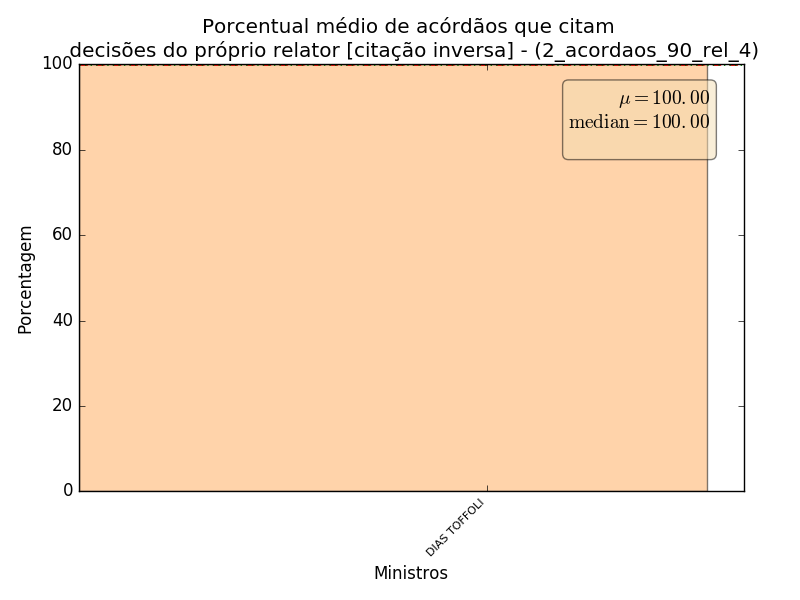 Porcentual médio de acórdãos que citam
decisões do próprio relator [citação inversa] - (2_acordaos_90_rel_4)
100
80
60
40
20
0
μ = 100.00
median = 100.00
Porcentagem
DIAS TOFFOLI
Ministros